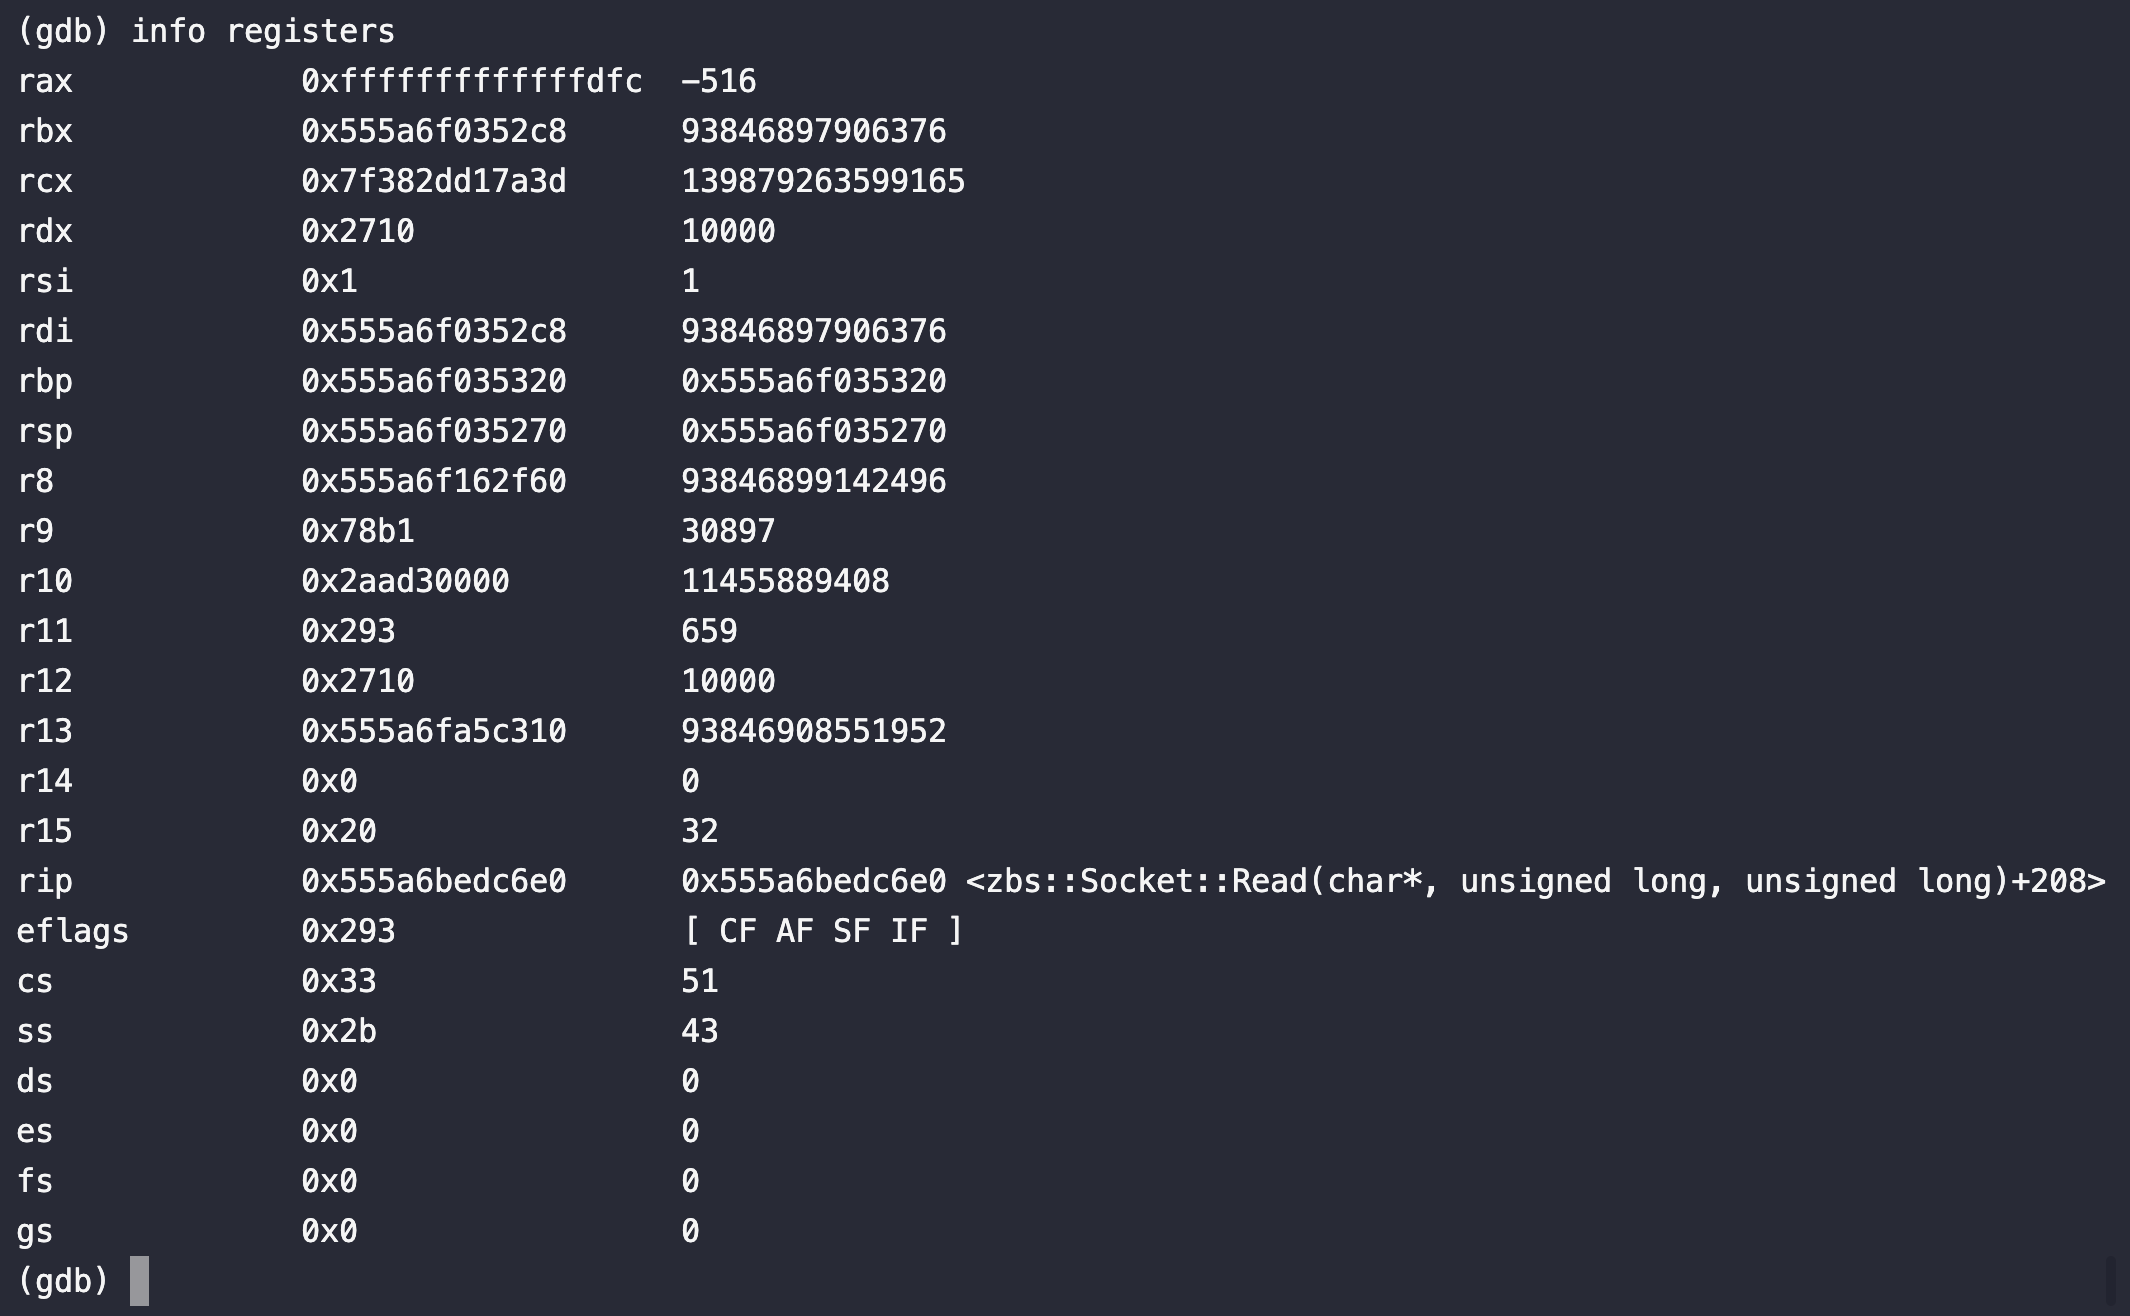 (gdb) info registers
rax            0xfffffffffffffdfc  -516
rbx            0x555a6f0352c8      93846897906376
rcx            0x7f382dd17a3d      139879263599165
rdx            0x2710              10000
rsi            0x1                 1
rdi            0x555a6f0352c8      93846897906376
rbp            0x555a6f035320      0x555a6f035320
rsp            0x555a6f035270      0x555a6f035270
r8             0x555a6f162f60      93846899142496
r9             0x78b1              30897
r10            0x2aad30000         11455889408
r11            0x293               659
r12            0x2710              10000
r13            0x555a6fa5c310      93846908551952
r14            0x0                 0
r15            0x20                32
rip            0x555a6bedc6e0      0x555a6bedc6e0 <zbs::Socket::Read(char*, unsigned long, unsigned long)+208>
eflags         0x293               [ CF AF SF IF ]
cs             0x33                51
ss             0x2b                43
ds             0x0                 0
es             0x0                 0
fs             0x0                 0
gs             0x0                 0
(gdb)